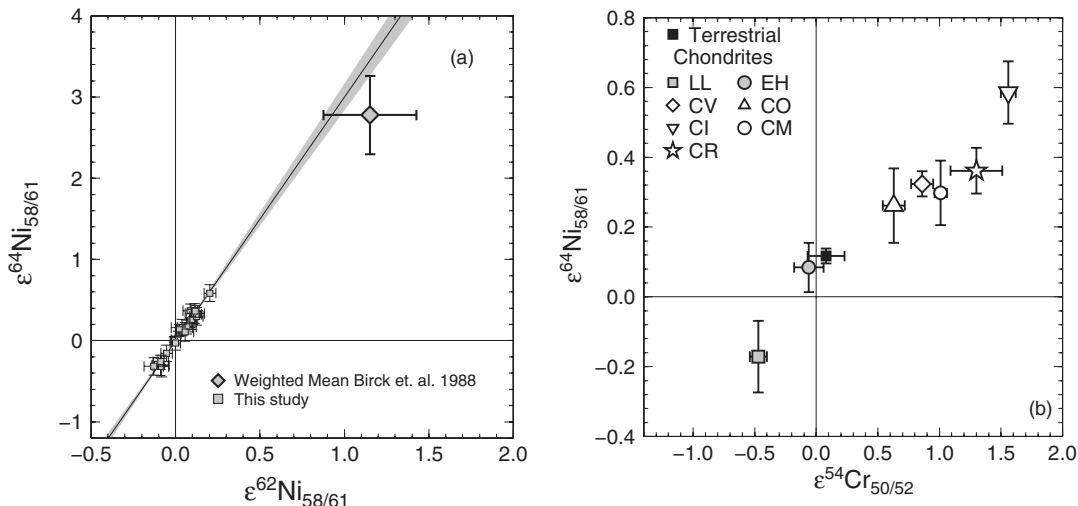 4
3
2
1
0
−1
−0.5 0.0 0.5 1.0 1.5 2.0
ε⁶⁴Ni₅₈/₆₁
ε⁶²Ni₅₈/₆₁
(a)
Weighted Mean Birck et. al. 1988
This study
0.8
0.6
0.4
0.2
0.0
−0.2
−0.4
−1.0 0.0 0.5 1.0 1.5 2.0
ε⁶⁴Ni₅₈/₆₁
ε⁵⁴Cr₅₀/₅₂
Terrestrial
Chondrites
LL EH
CV CO
CI CM
CR
(b)